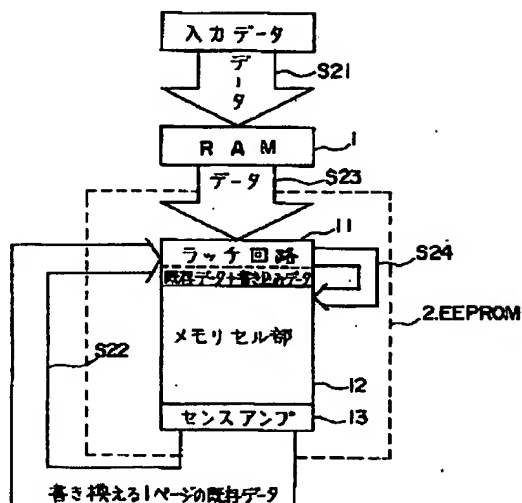 入力データ
データ
S21
RAM
1
データ
S23
11
ラッチ回路
S24
既存データ+書き込みデータ
S22
メモリセル部
2.EEPROM
12
センスアンプ
13
書き換える1ページの既存データ